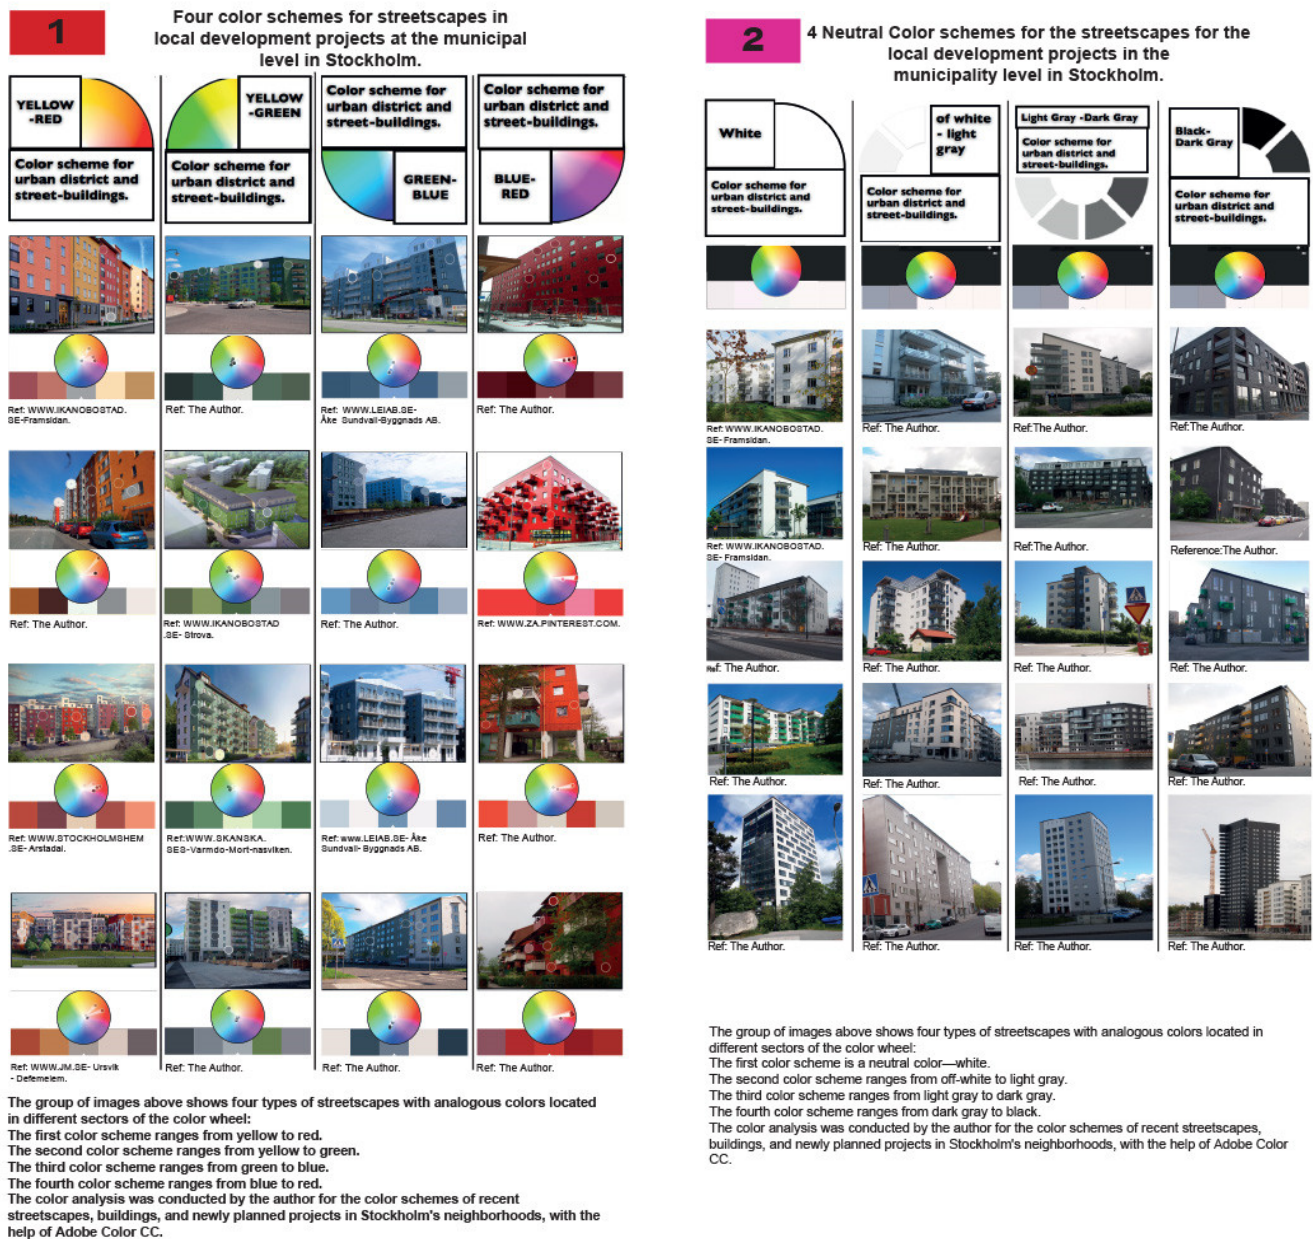 1
Four color schemes for streetscapes in
local development projects at the municipal
level in Stockholm.
YELLOW
-RED
Color scheme for
urban district and
street-buildings.
YELLOW
-GREEN
Color scheme for
urban district and
street-buildings.
Color scheme for
urban district and
street-buildings.
GREEN-
BLUE
Color scheme for
urban district and
street-buildings.
BLUE-
RED
Ref: WWW.IKANOBOSTAD.
SE-Framsidan.
Ref: The Author.
Ref: WWW.LEIAB.SE-
Åke Sundvall-Byggnads AB.
Ref: The Author.
Ref: The Author.
Ref: WWW.IKANOBOSTAD
.SE- Strova.
Ref: The Author.
Ref: WWW.ZA.PINTEREST.COM.
Ref: WWW.STOCKHOLMSHEM
.SE- Arstadal.
Ref:WWW.SKANSKA.
SES-Varmdo-Mort-nasviken.
Ref: www.LEIAB.SE- Åke
Sundvall- Byggnads AB.
Ref: The Author.
Ref: WWW.JM.SE- Ursvik
- Defemelem.
Ref: The Author.
Ref: The Author.
Ref: The Author.
The group of images above shows four types of streetscapes with analogous colors located
in different sectors of the color wheel:
The first color scheme ranges from yellow to red.
The second color scheme ranges from yellow to green.
The third color scheme ranges from green to blue.
The fourth color scheme ranges from blue to red.
The color analysis was conducted by the author for the color schemes of recent
streetscapes, buildings, and newly planned projects in Stockholm's neighborhoods, with the
help of Adobe Color CC.
2
4 Neutral Color schemes for the streetscapes for the
local development projects in the
municipality level in Stockholm.
White
Color scheme for
urban district and
street-buildings.
of white
- light
gray
Color scheme for
urban district and
street-buildings.
Light Gray -Dark Gray
Color scheme for
urban district and
street-buildings.
Black-
Dark Gray
Color scheme for
urban district and
street-buildings.
Ref: WWW.IKANOBOSTAD.
SE- Framsidan.
Ref: The Author.
Ref:The Author.
Ref: The Author.
Ref: WWW.IKANOBOSTAD.
SE- Framsidan.
Ref: The Author.
Ref:The Author.
Reference:The Author.
Ref: The Author.
Ref: The Author.
Ref: The Author.
Ref: The Author.
Ref: The Author.
Ref: The Author.
Ref: The Author.
Ref: The Author.
Ref: The Author.
Ref: The Author.
Ref: The Author.
Ref: The Author.
The group of images above shows four types of streetscapes with analogous colors located in
different sectors of the color wheel:
The first color scheme is a neutral color—white.
The second color scheme ranges from off-white to light gray.
The third color scheme ranges from light gray to dark gray.
The fourth color scheme ranges from dark gray to black.
The color analysis was conducted by the author for the color schemes of recent streetscapes,
buildings, and newly planned projects in Stockholm's neighborhoods, with the help of Adobe Color
CC.